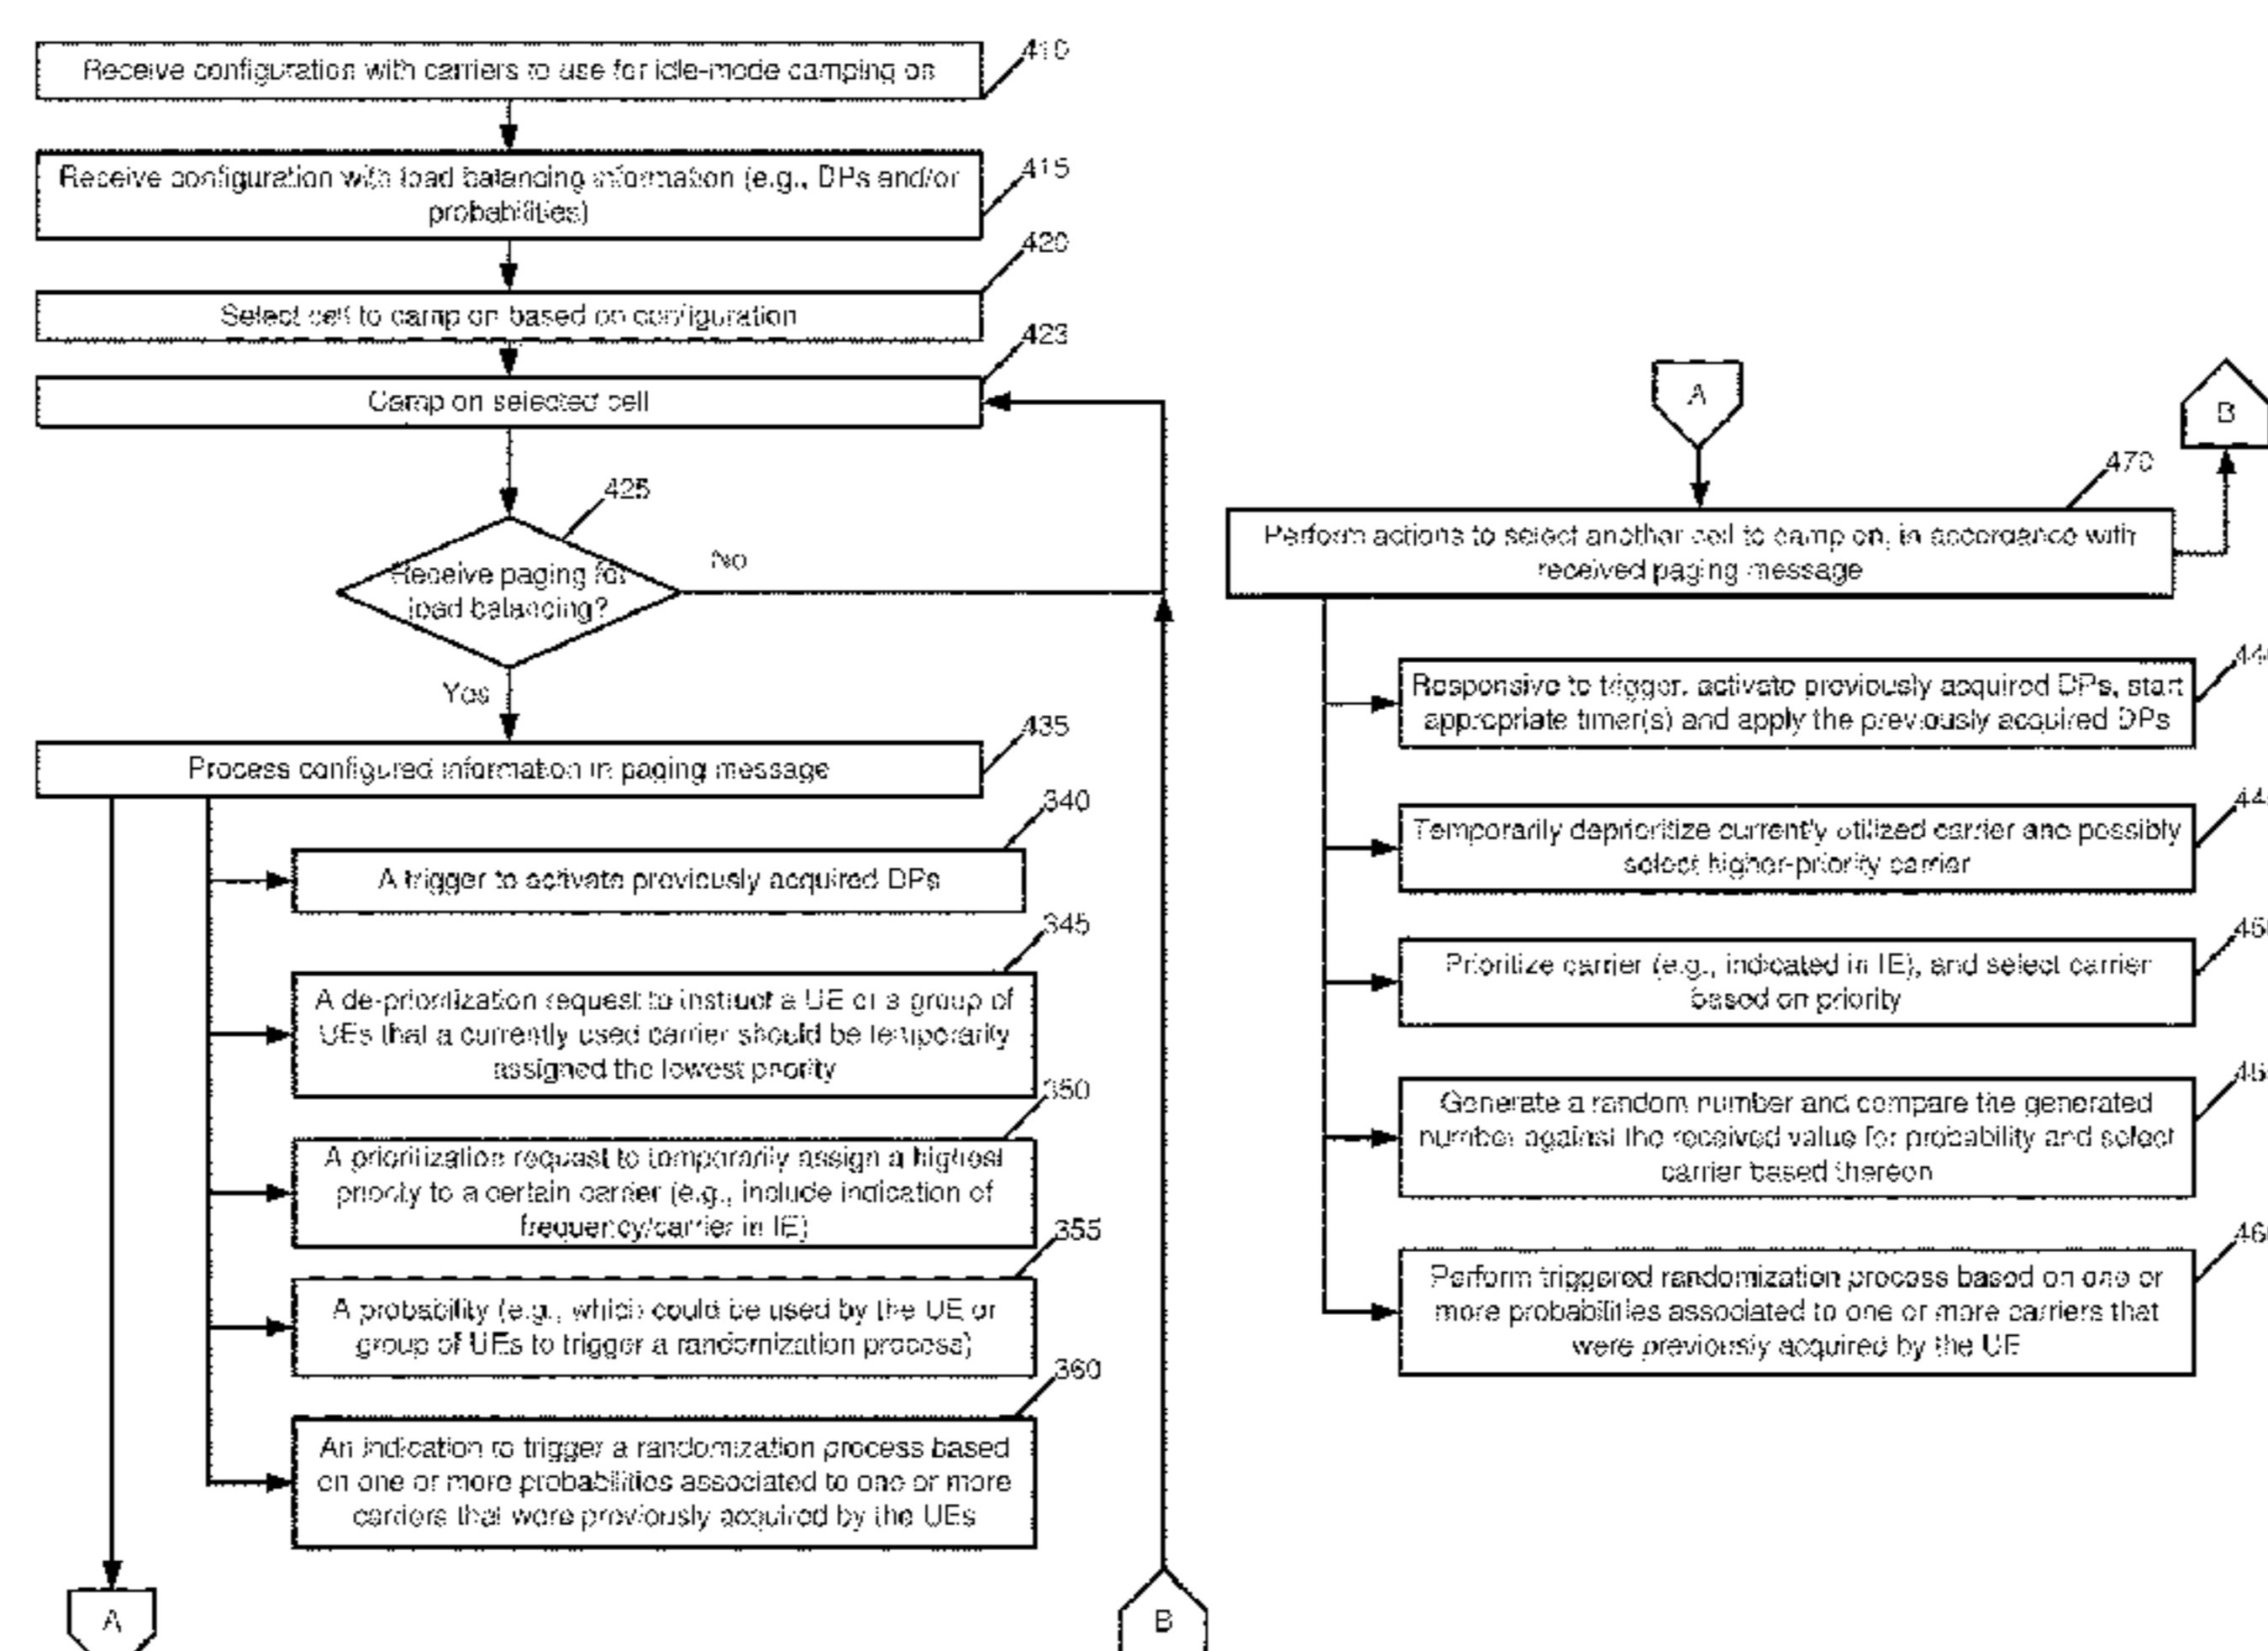 Receive configuration with carriers to use for idle-mode camping on
410
Receive configuration with load balancing information (e.g., DPs and/or
probabilities)
415
420
Select cell to camp on based on configuration
423
Camp on selected cell
425
Receive paging for
load balancing?
No
Yes
435
Process configured information in paging message
340
A trigger to activate previously acquired DPs
345
A de-prioritization request to instruct a UE or a group of
UEs that a currently used carrier should be temporarily
assigned the lowest priority
350
A prioritization request to temporarily assign a highest
priority to a certain carrier (e.g., include indication of
frequency/carrier in IE)
355
A probability (e.g., which could be used by the UE or
group of UEs to trigger a randomization process)
360
An indication to trigger a randomization process based
on one or more probabilities associated to one or more
carriers that were previously acquired by the UEs
A
B
A
B
470
Perform actions to select another cell to camp on, in accordance with
received paging message
Responsive to trigger, activate previously acquired DPs, start
appropriate timer(s) and apply the previously acquired DPs
Temporarily deprioritize currently utilized carrier and possibly
select higher-priority carrier
Prioritize carrier (e.g., indicated in IE), and select carrier
based on priority
Generate a random number and compare the generated
number against the received value for probability and select
carrier based thereon
Perform triggered randomization process based on one or
more probabilities associated to one or more carriers that
were previously acquired by the UE